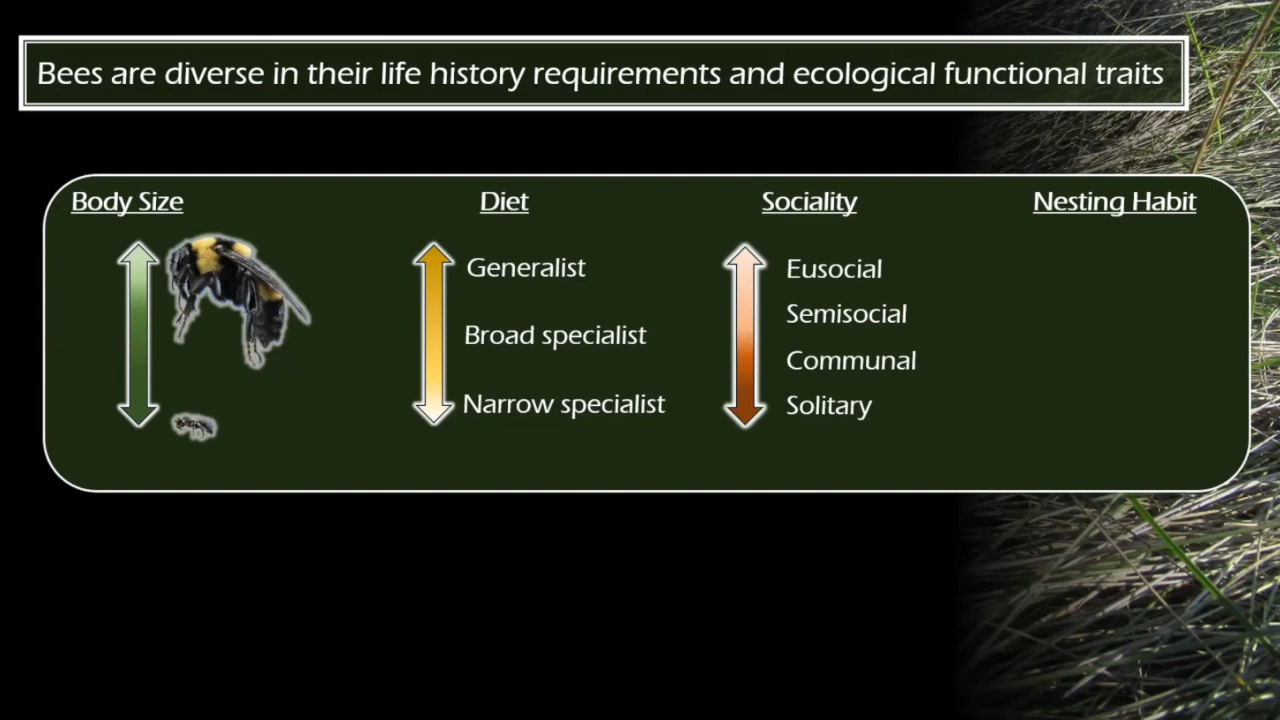 Bees are diverse in their life history requirements and ecological functional traits
Body Size
Diet
Generalist
Broad specialist
Narrow specialist
Sociality
Eusocial
Semisocial
Communal
Solitary
Nesting Habit